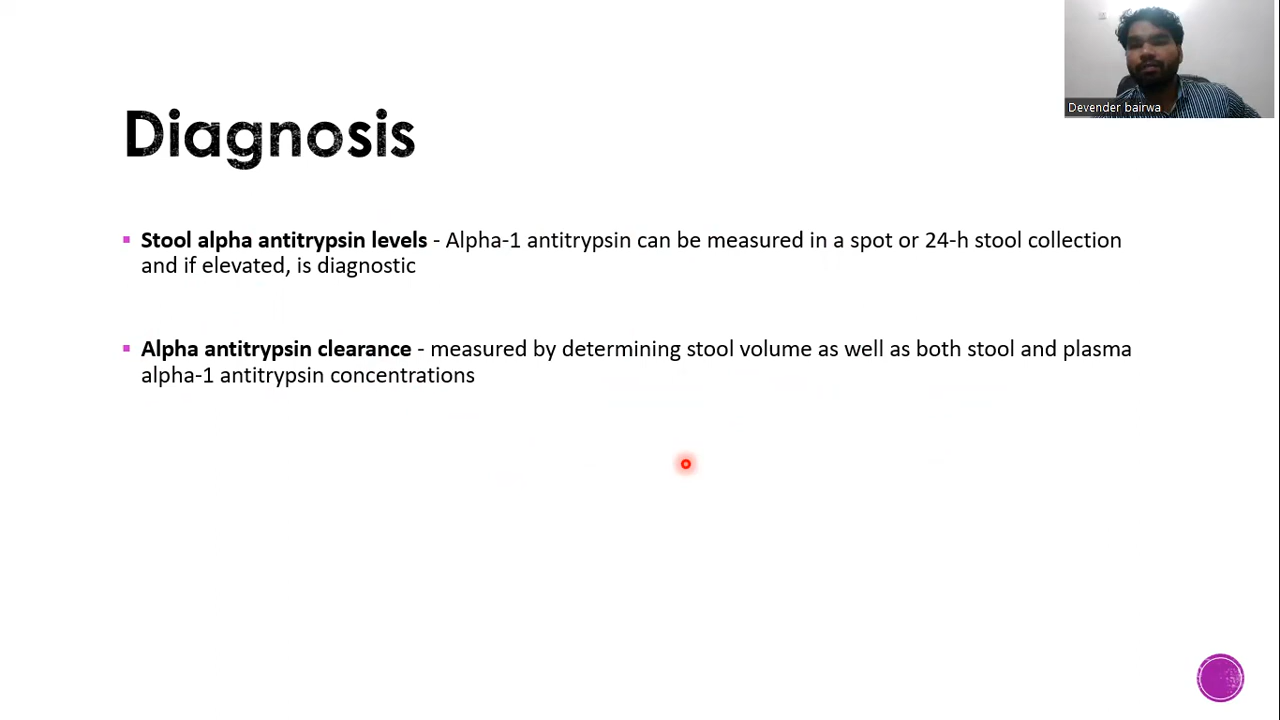 Devender bairwa
Diagnosis
Stool alpha antitrypsin levels - Alpha-1 antitrypsin can be measured in a spot or 24-h stool collection
and if elevated, is diagnostic
Alpha antitrypsin clearance - measured by determining stool volume as well as both stool and plasma
alpha-1 antitrypsin concentrations